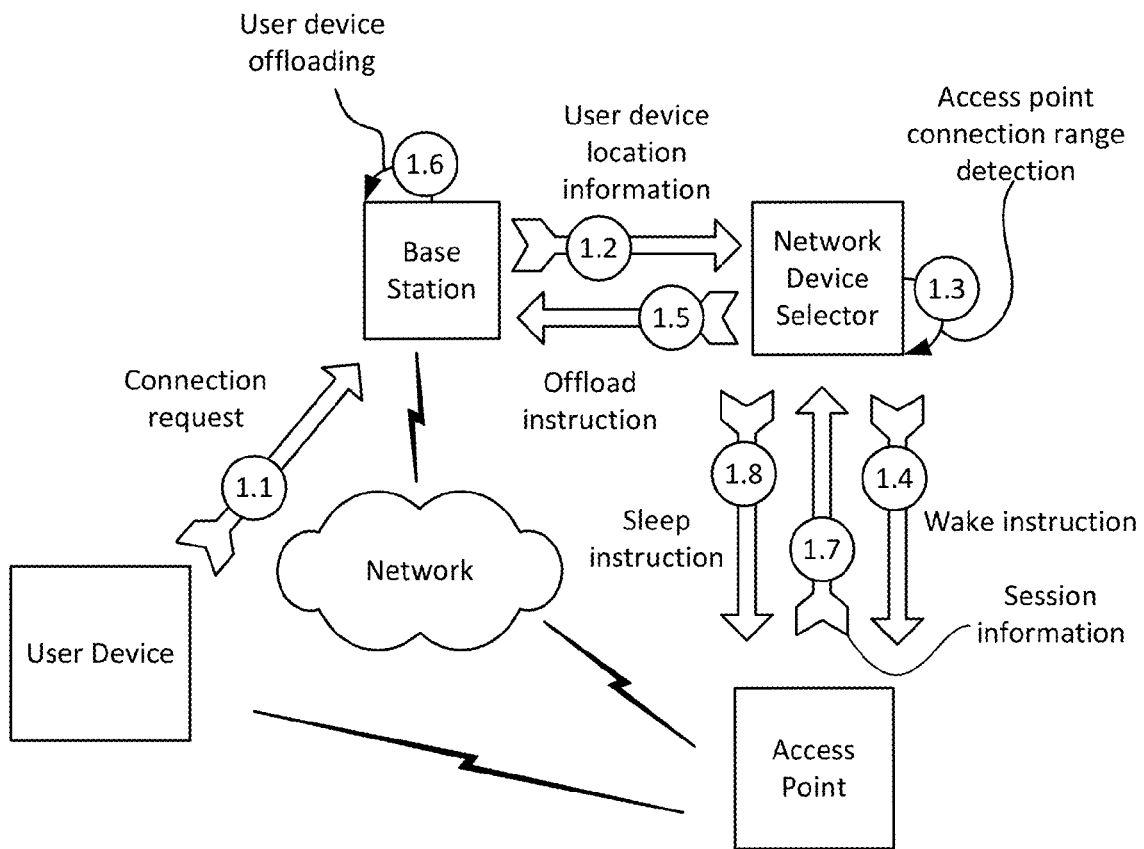 User device
offloading
1.6
User device
location
information
Access point
connection range
detection
Base
Station
1.2
Network
Device
Selector
1.3
1.5
Offload
instruction
Connection
request
1.1
1.8
1.4
Sleep
instruction
1.7
Wake instruction
Network
Session
information
User Device
Access
Point